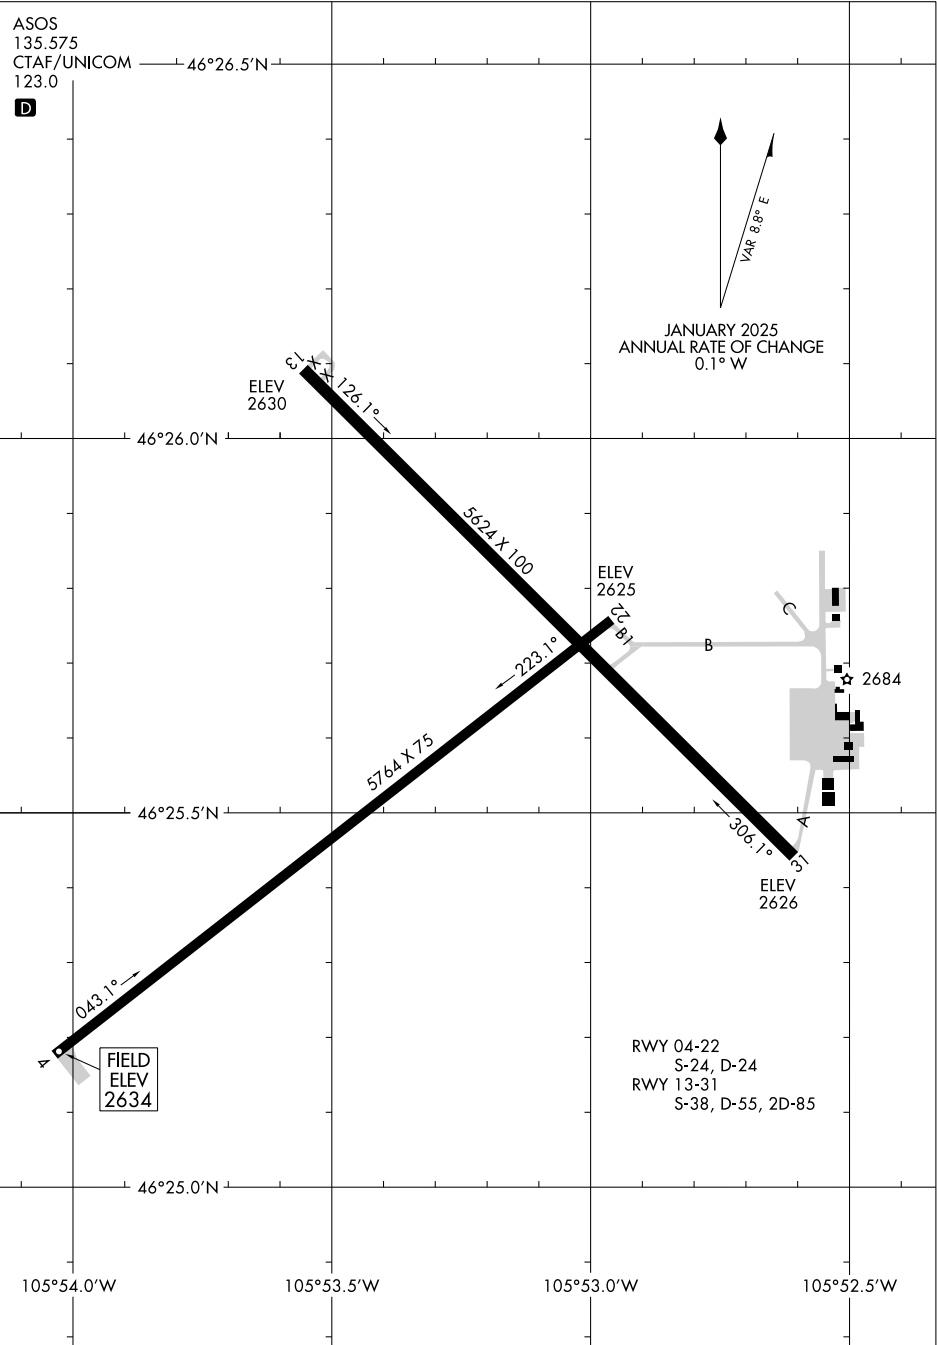 ASOS
135.575
CTAF/UNICOM
123.0
D
46°26.5'N
VAR 8.8° E
JANUARY 2025
ANNUAL RATE OF CHANGE
0.1° W
13
X X
126.1°
ELEV
2630
46°26.0'N
5624 X 100
ELEV
2625
22
B1
B
C
223.1°
2684
5764 X 75
46°25.5'N
A
306.1°
31
ELEV
2626
043.1°
4
FIELD
ELEV
2634
RWY 04-22
S-24, D-24
RWY 13-31
S-38, D-55, 2D-85
46°25.0'N
105°54.0'W
105°53.5'W
105°53.0'W
105°52.5'W